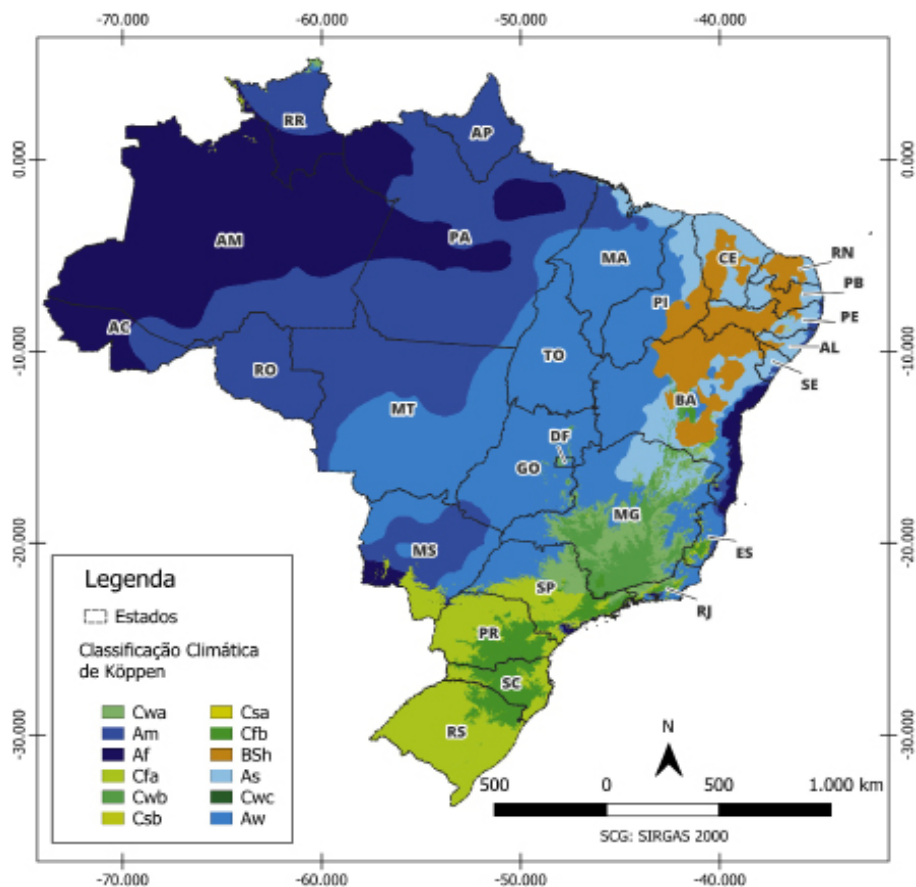 -70.000 -60.000 -50.000 -40.000
0.000 0.000
-10.000 -10.000
-20.000 -20.000
-30.000 -30.000
RR
AP
AM
PA
MA
CE
RN
PB
PI
PE
AC
AL
RO
TO
SE
MT
BA
DF
GO
MG
MS
ES
SP
RJ
PR
SC
RS
Legenda
Estados
Classificação Climática
de Köppen
Cwa
Am
Af
Cfa
Cwb
Csb
Csa
Cfb
BSh
As
Cwc
Aw
N
500 0 500 1.000 km
SCG: SIRGAS 2000
-70.000 -60.000 -50.000 -40.000